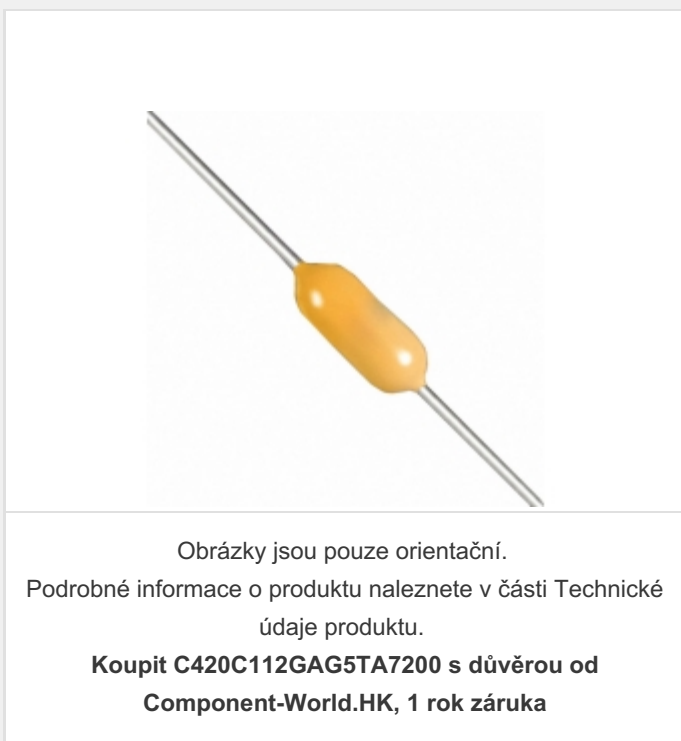 Obrázky jsou pouze orientační.
Podrobné informace o produktu naleznete v části Technické
údaje produktu.
Koupit C420C112GAG5TA7200 s důvěrou od
Component-World.HK, 1 rok záruka